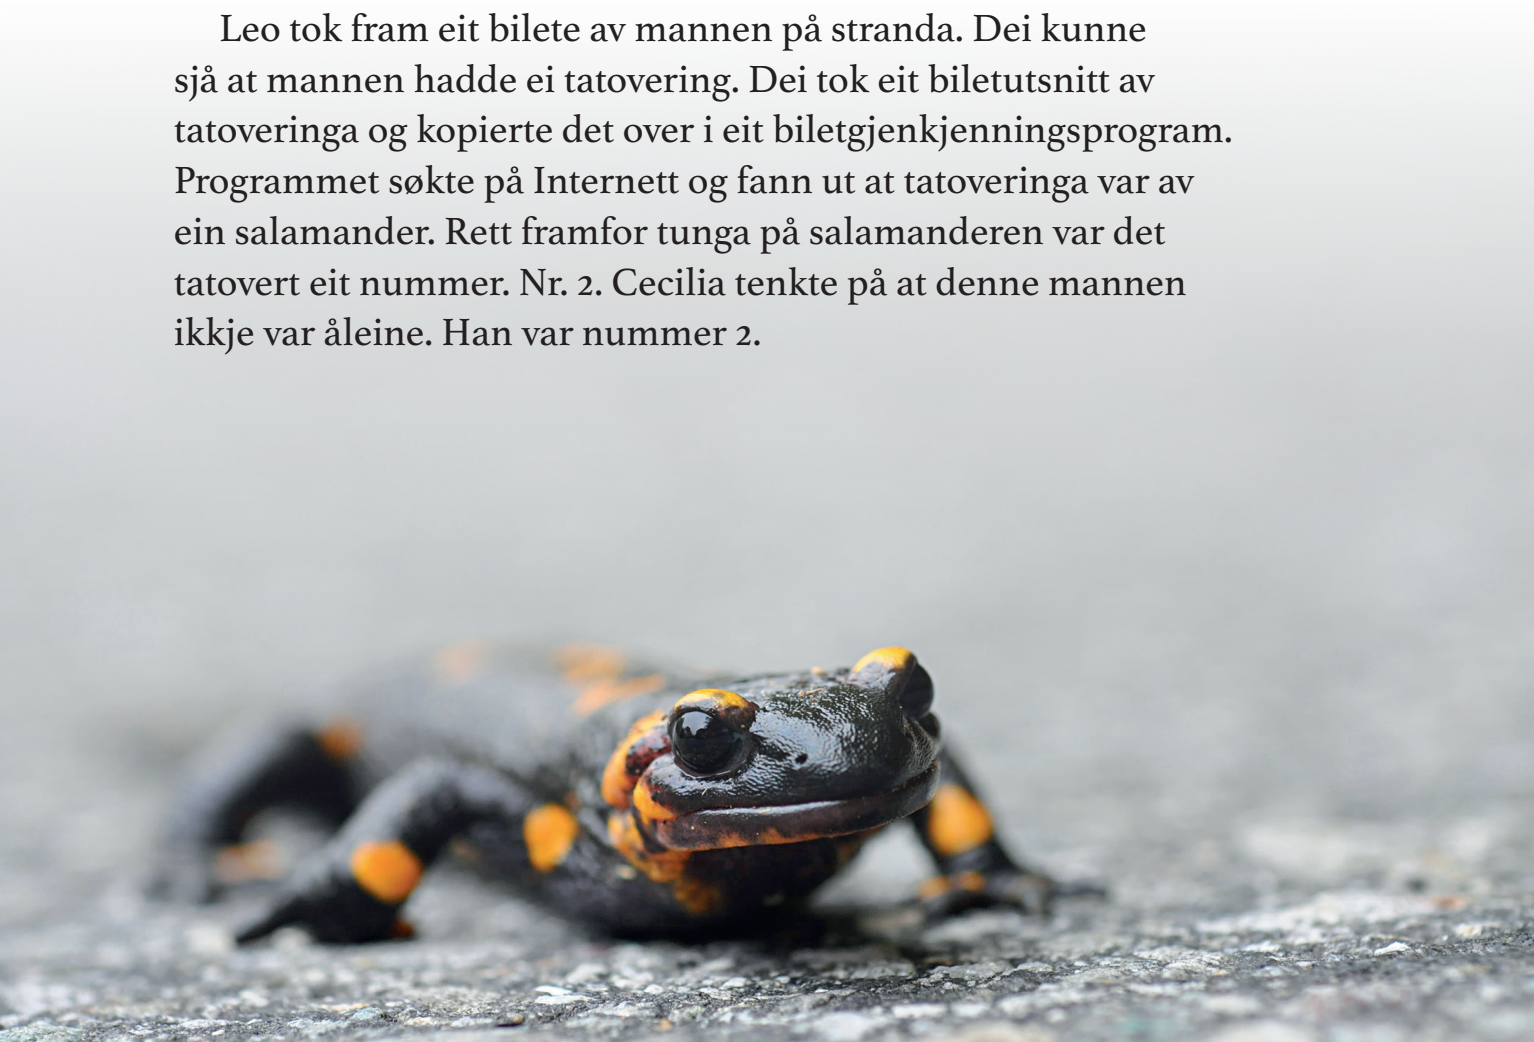 Leo tok fram eit bilete av mannen på stranda. Dei kunne
sjå at mannen hadde ei tatovering. Dei tok eit biletutsnitt av
tatoveringa og kopierte det over i eit biletgjenkjenningsprogram.
Programmet søkte på Internett og fann ut at tatoveringa var av
ein salamander. Rett framfor tunga på salamanderen var det
tatovert eit nummer. Nr. 2. Cecilia tenkte på at denne mannen
ikkje var åleine. Han var nummer 2.